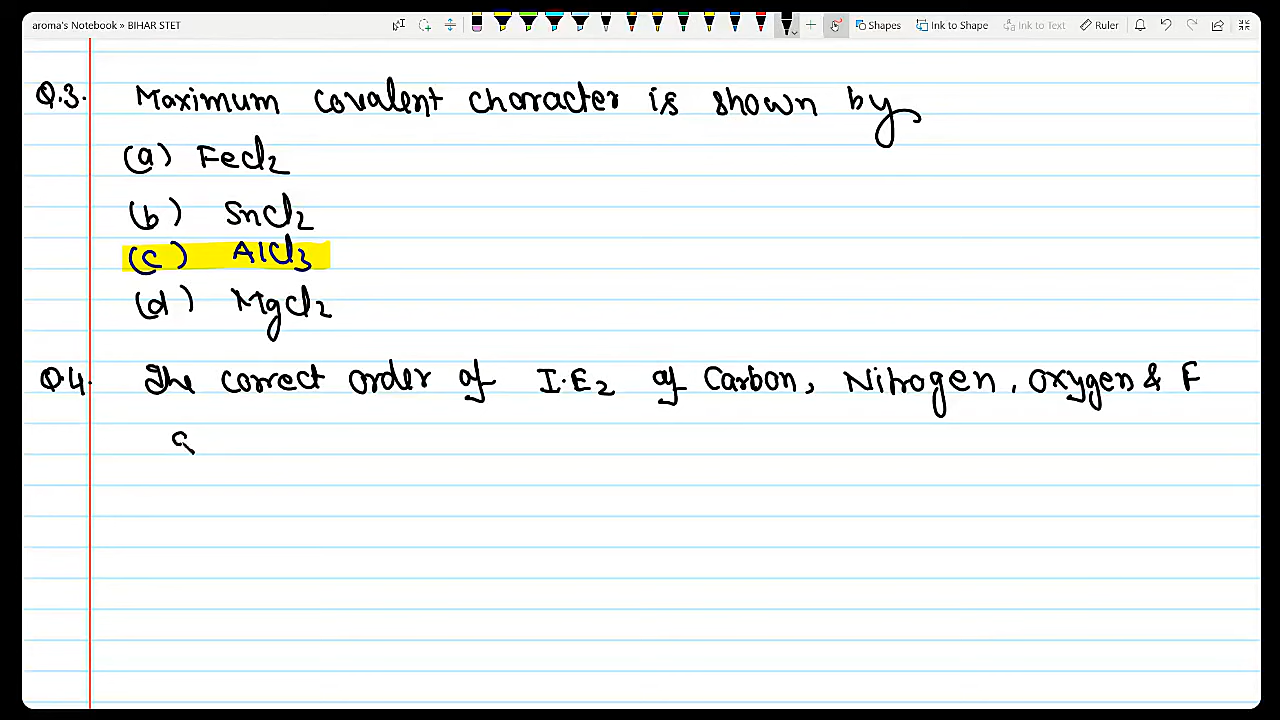 aroma's Notebook » BIHAR STET
Shapes Ink to Shape Ink to Text Ruler
Q.3. Maximum covalent character is shown by
(a) FeCl2
(b) SnCl2
(c) AlCl3
(d) MgCl2
Q.4. The correct order of I.E2 of Carbon, Nitrogen, Oxygen & F